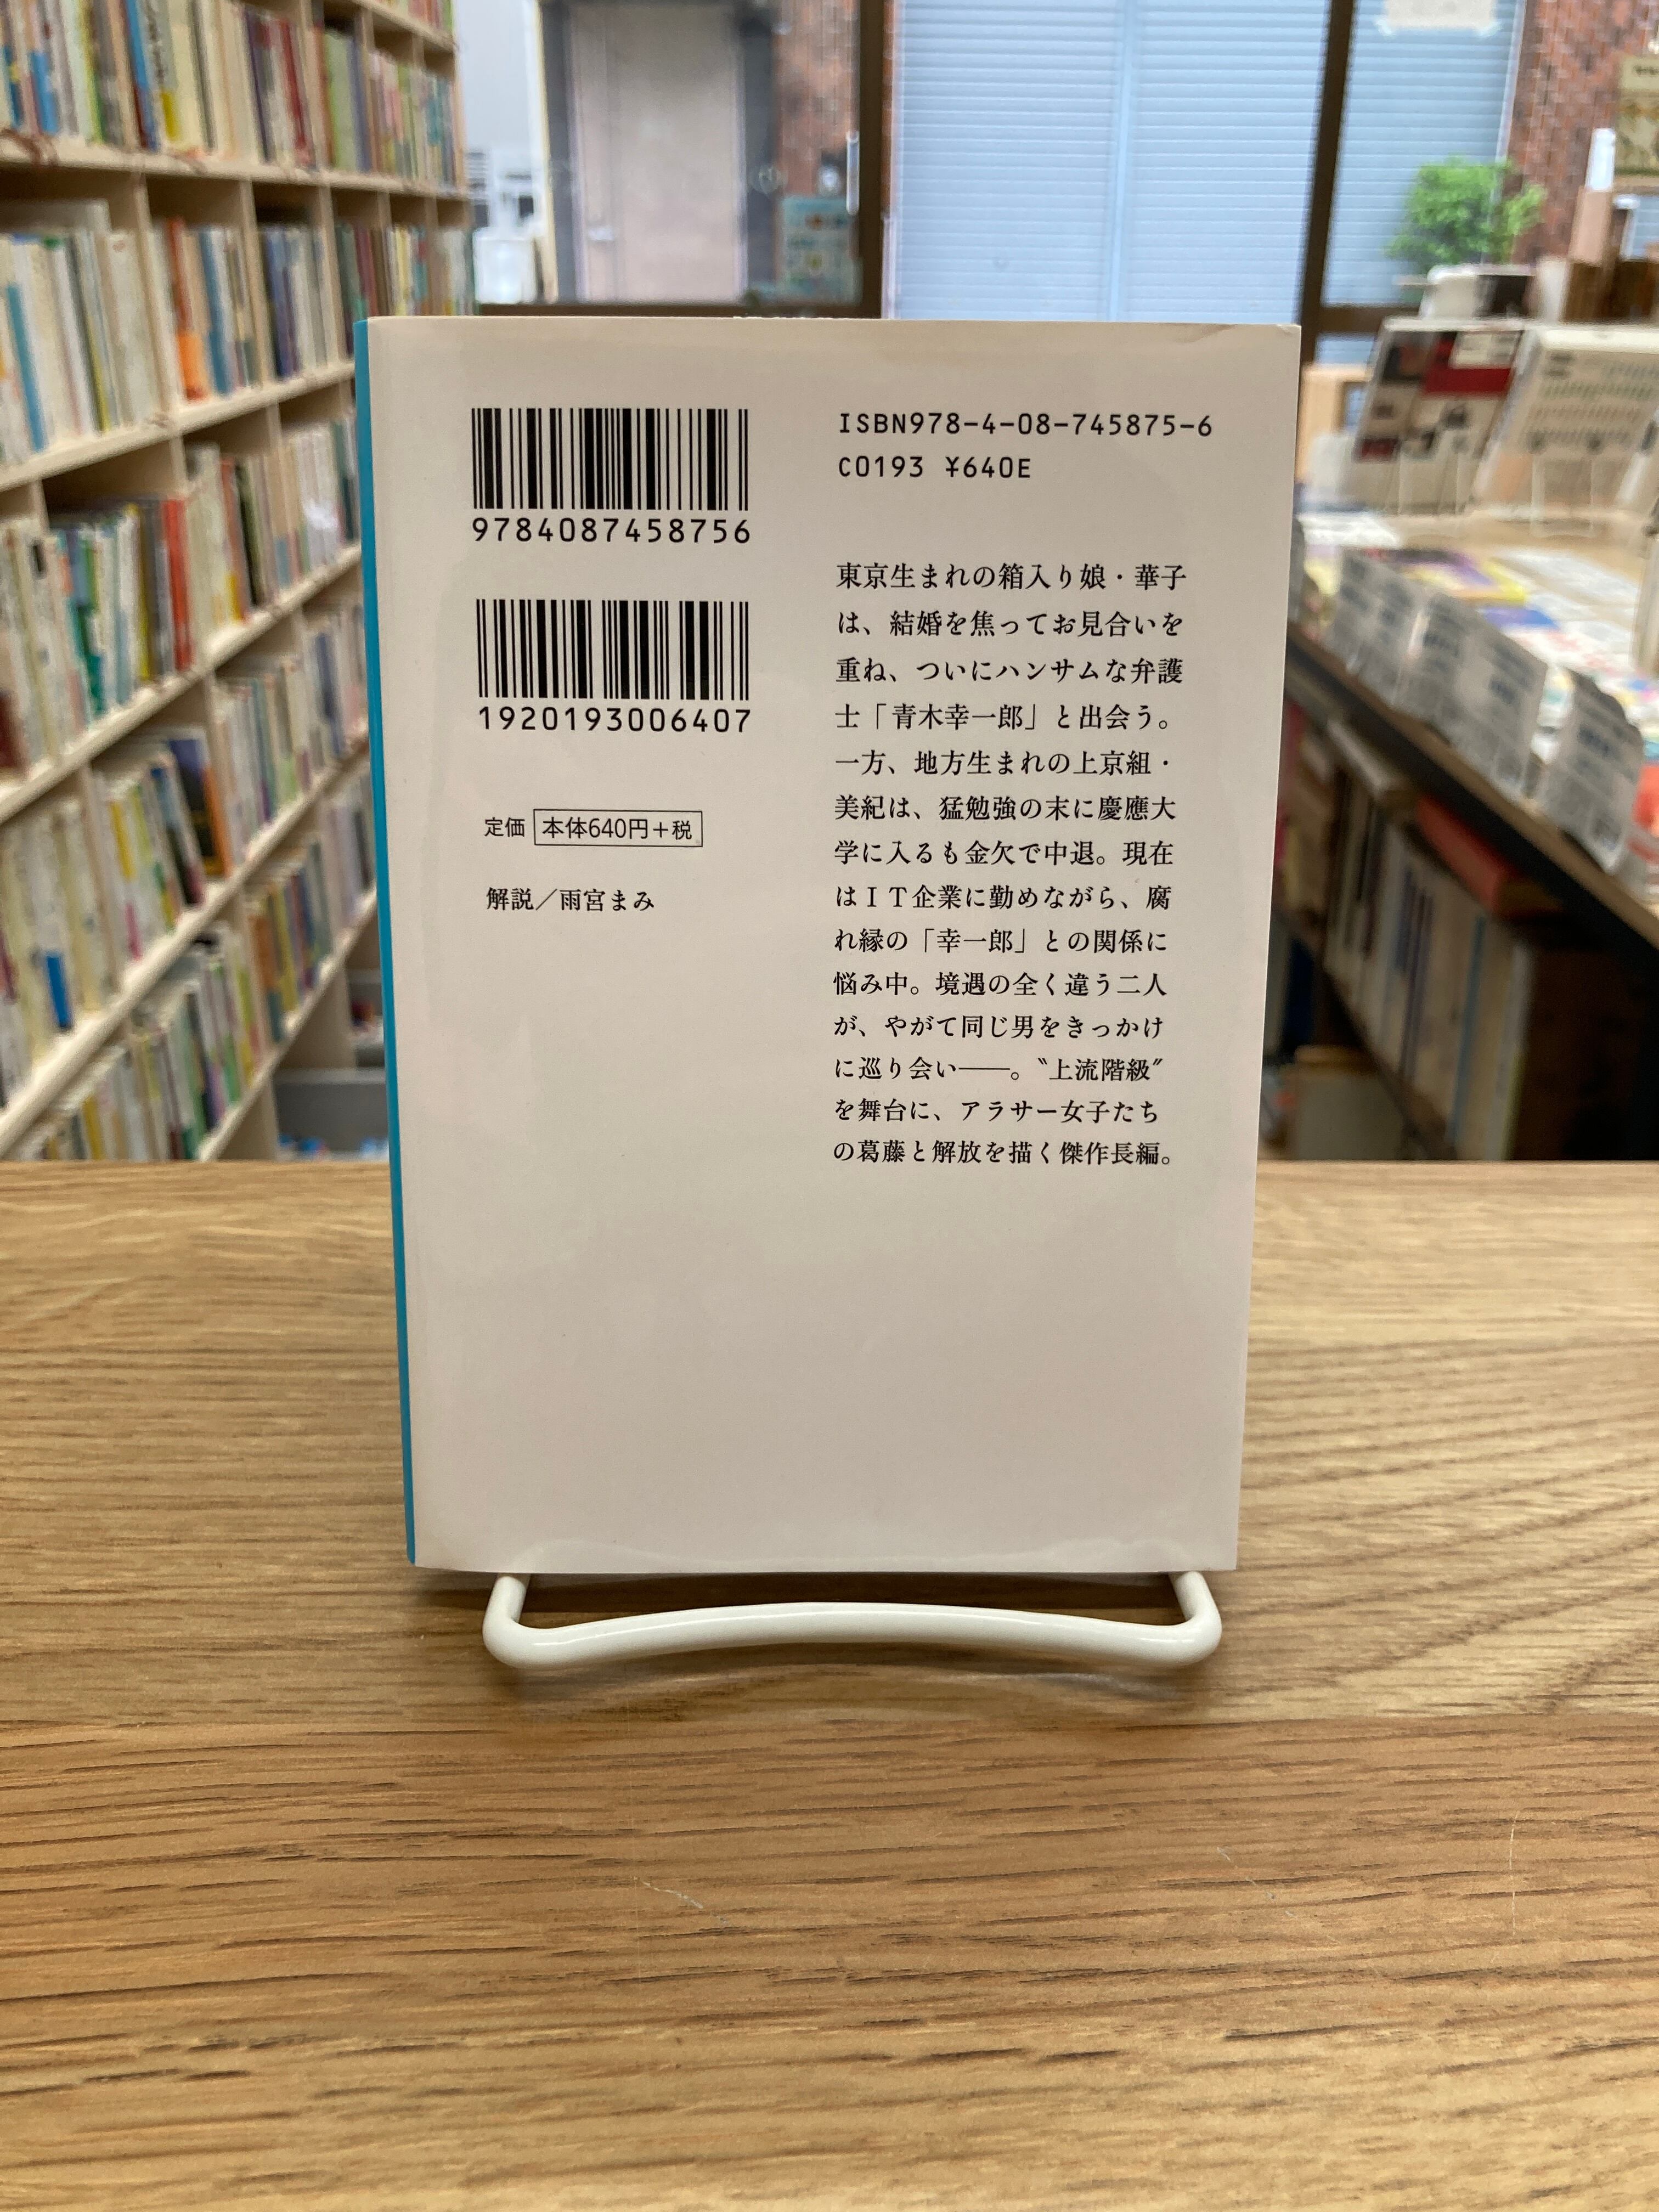 9784087458756
1920193006407
定価 本体640円+税
解説／雨宮まみ
ISBN978-4-08-745875-6
C0193 ¥640E
東京生まれの箱入り娘・華子
は、結婚を焦ってお見合いを
重ね、ついにハンサムな弁護
士「青木幸一郎」と出会う。
一方、地方生まれの上京組・
美紀は、猛勉強の末に慶應大
学に入るも金欠で中退。現在
はＩＴ企業に勤めながら、腐
れ縁の「幸一郎」との関係に
悩み中。境遇の全く違う二人
が、やがて同じ男をきっかけ
に巡り会い――。〝上流階級〟
を舞台に、アラサー女子たち
の葛藤と解放を描く傑作長編。